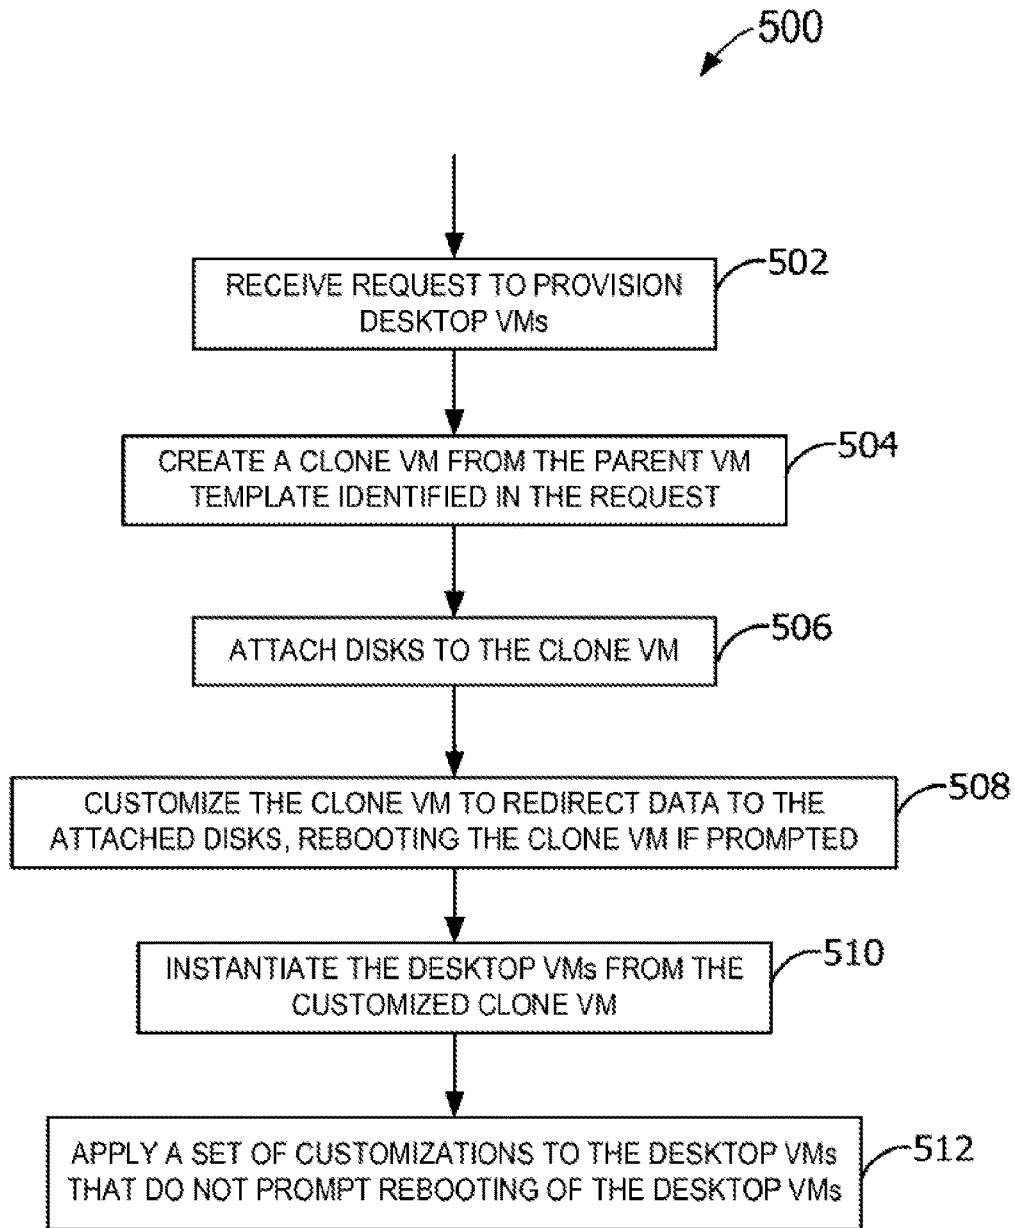 500
RECEIVE REQUEST TO PROVISION
DESKTOP VMs
502
CREATE A CLONE VM FROM THE PARENT VM
TEMPLATE IDENTIFIED IN THE REQUEST
504
ATTACH DISKS TO THE CLONE VM
506
CUSTOMIZE THE CLONE VM TO REDIRECT DATA TO THE
ATTACHED DISKS, REBOOTING THE CLONE VM IF PROMPTED
508
INSTANTIATE THE DESKTOP VMs FROM THE
CUSTOMIZED CLONE VM
510
APPLY A SET OF CUSTOMIZATIONS TO THE DESKTOP VMs
THAT DO NOT PROMPT REBOOTING OF THE DESKTOP VMs
512